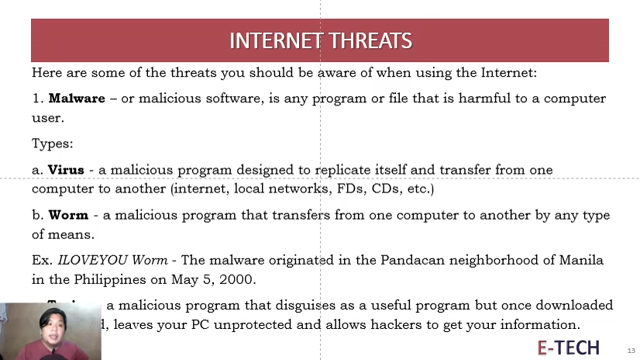 INTERNET THREATS
Here are some of the threats you should be aware of when using the Internet:
1. Malware – or malicious software, is any program or file that is harmful to a computer
user.
Types:
a. Virus - a malicious program designed to replicate itself and transfer from one
computer to another (internet, local networks, FDs, CDs, etc.)
b. Worm - a malicious program that transfers from one computer to another by any type
of means.
Ex. ILOVEYOU Worm - The malware originated in the Pandacan neighborhood of Manila
in the Philippines on May 5, 2000.
a malicious program that disguises as a useful program but once downloaded
leaves your PC unprotected and allows hackers to get your information.
E-TECH
13